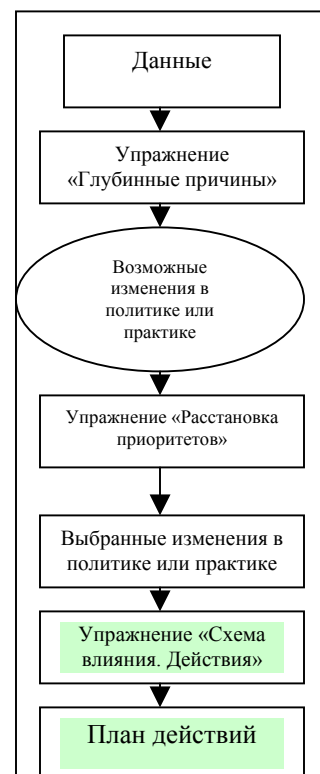 Данные
Упражнение
«Глубинные причины»
Возможные
изменения в
политике или
практике
Упражнение «Расстановка
приоритетов»
Выбранные изменения в
политике или практике
Упражнение «Схема
влияния. Действия»
План действий